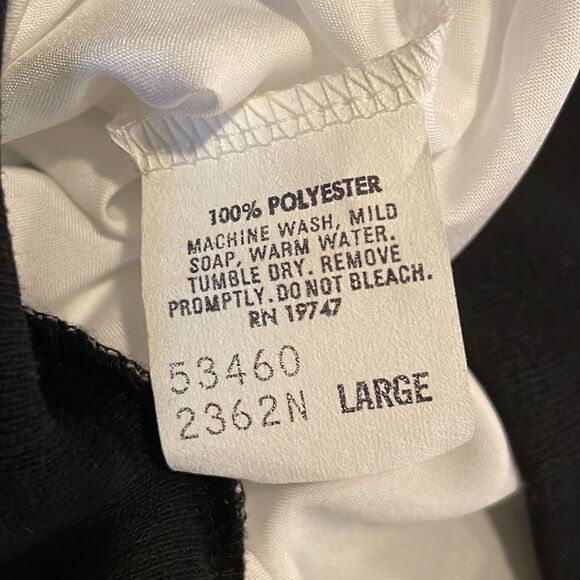 100% POLYESTER
MACHINE WASH, MILD
SOAP, WARM WATER.
TUMBLE DRY. REMOVE
PROMPTLY. DO NOT BLEACH.
RN 19747
53460
2362N LARGE